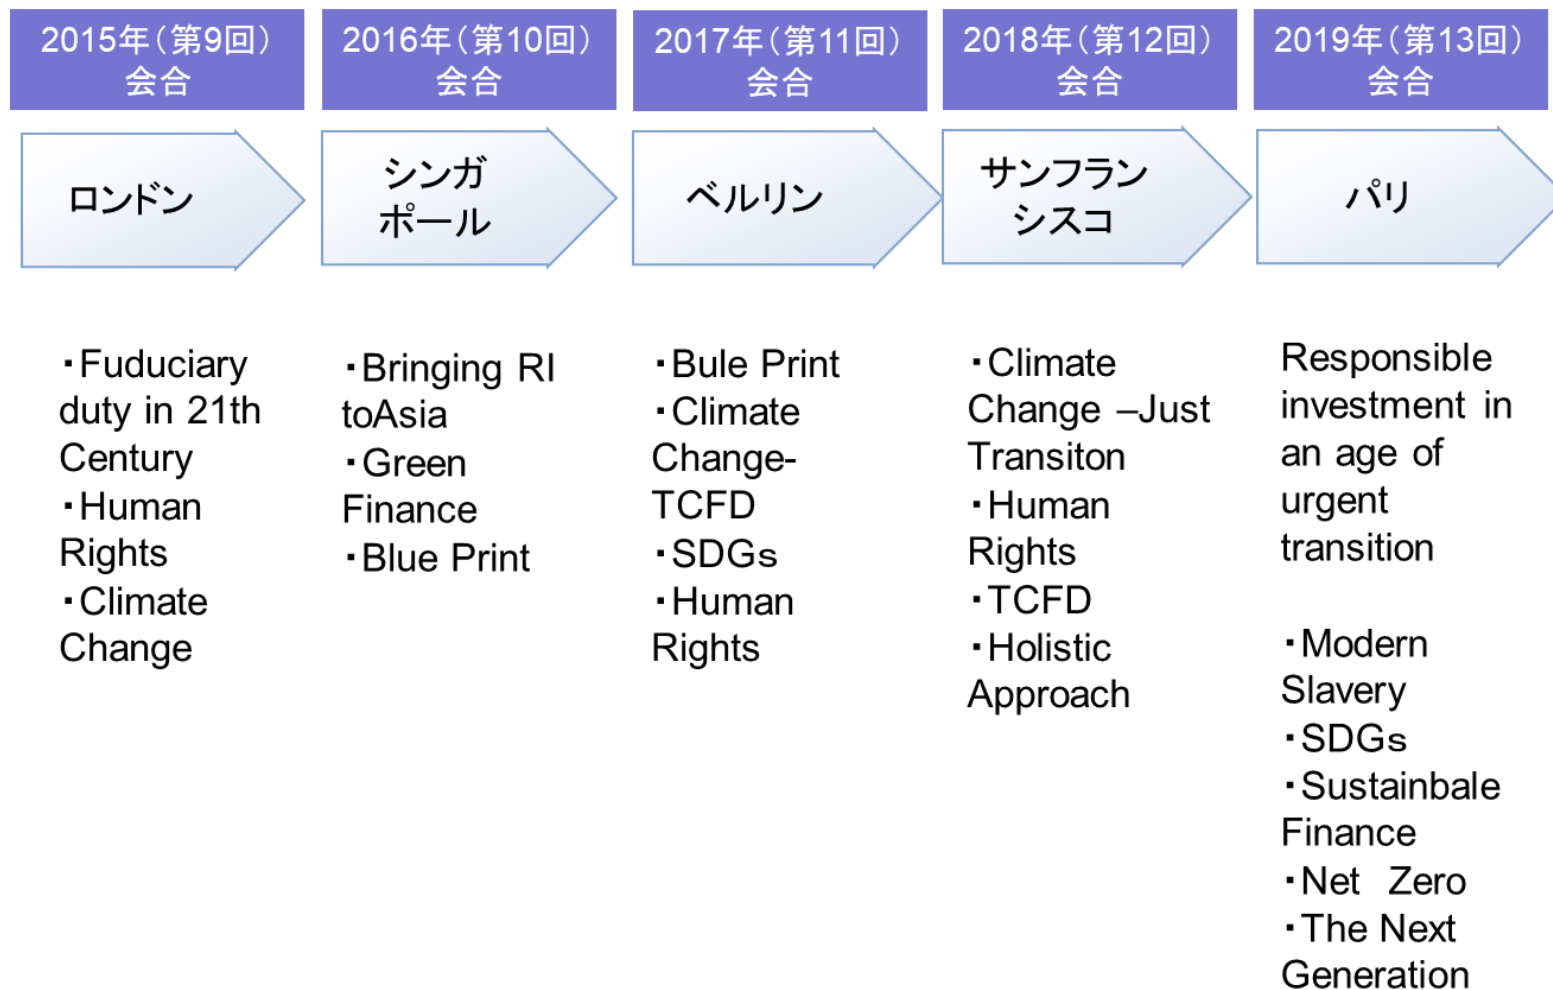 2015年（第9回）
会合
2016年（第10回）
会合
2017年（第11回）
会合
2018年（第12回）
会合
2019年（第13回）
会合
ロンドン
シンガ
ポール
ベルリン
サンフラン
シスコ
パリ
・Fuduciary
duty in 21th
Century
・Human
Rights
・Climate
Change
・Bringing RI
toAsia
・Green
Finance
・Blue Print
・Bule Print
・Climate
Change-
TCFD
・SDGs
・Human
Rights
・Climate
Change –Just
Transiton
・Human
Rights
・TCFD
・Holistic
Approach
Responsible
investment in
an age of
urgent
transition
・Modern
Slavery
・SDGs
・Sustainbale
Finance
・Net　Zero
・The Next
Generation